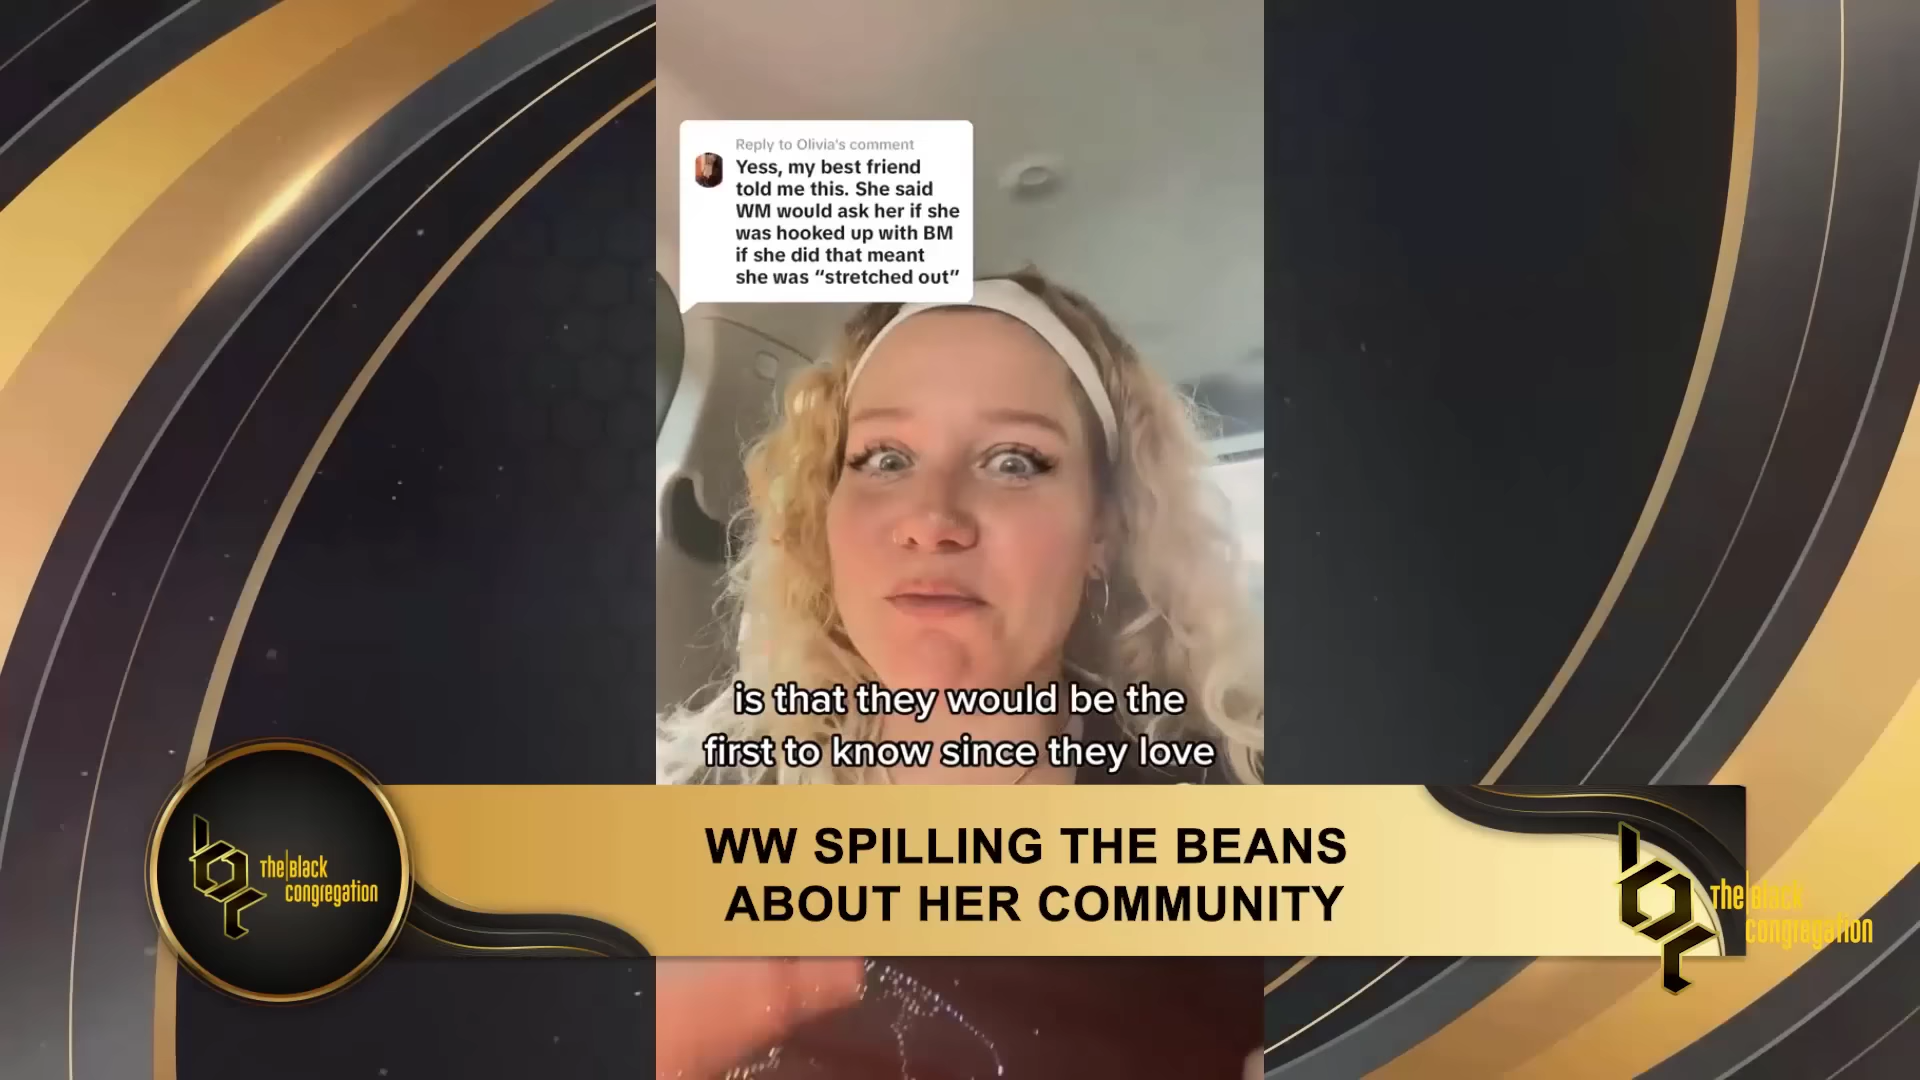 Reply to Olivia's comment
Yess, my best friend
told me this. She said
WM would ask her if she
was hooked up with BM
if she did that meant
she was “stretched out”
is that they would be the
first to know since they love
WW SPILLING THE BEANS
ABOUT HER COMMUNITY
The Black
congregation
The Black
congregation